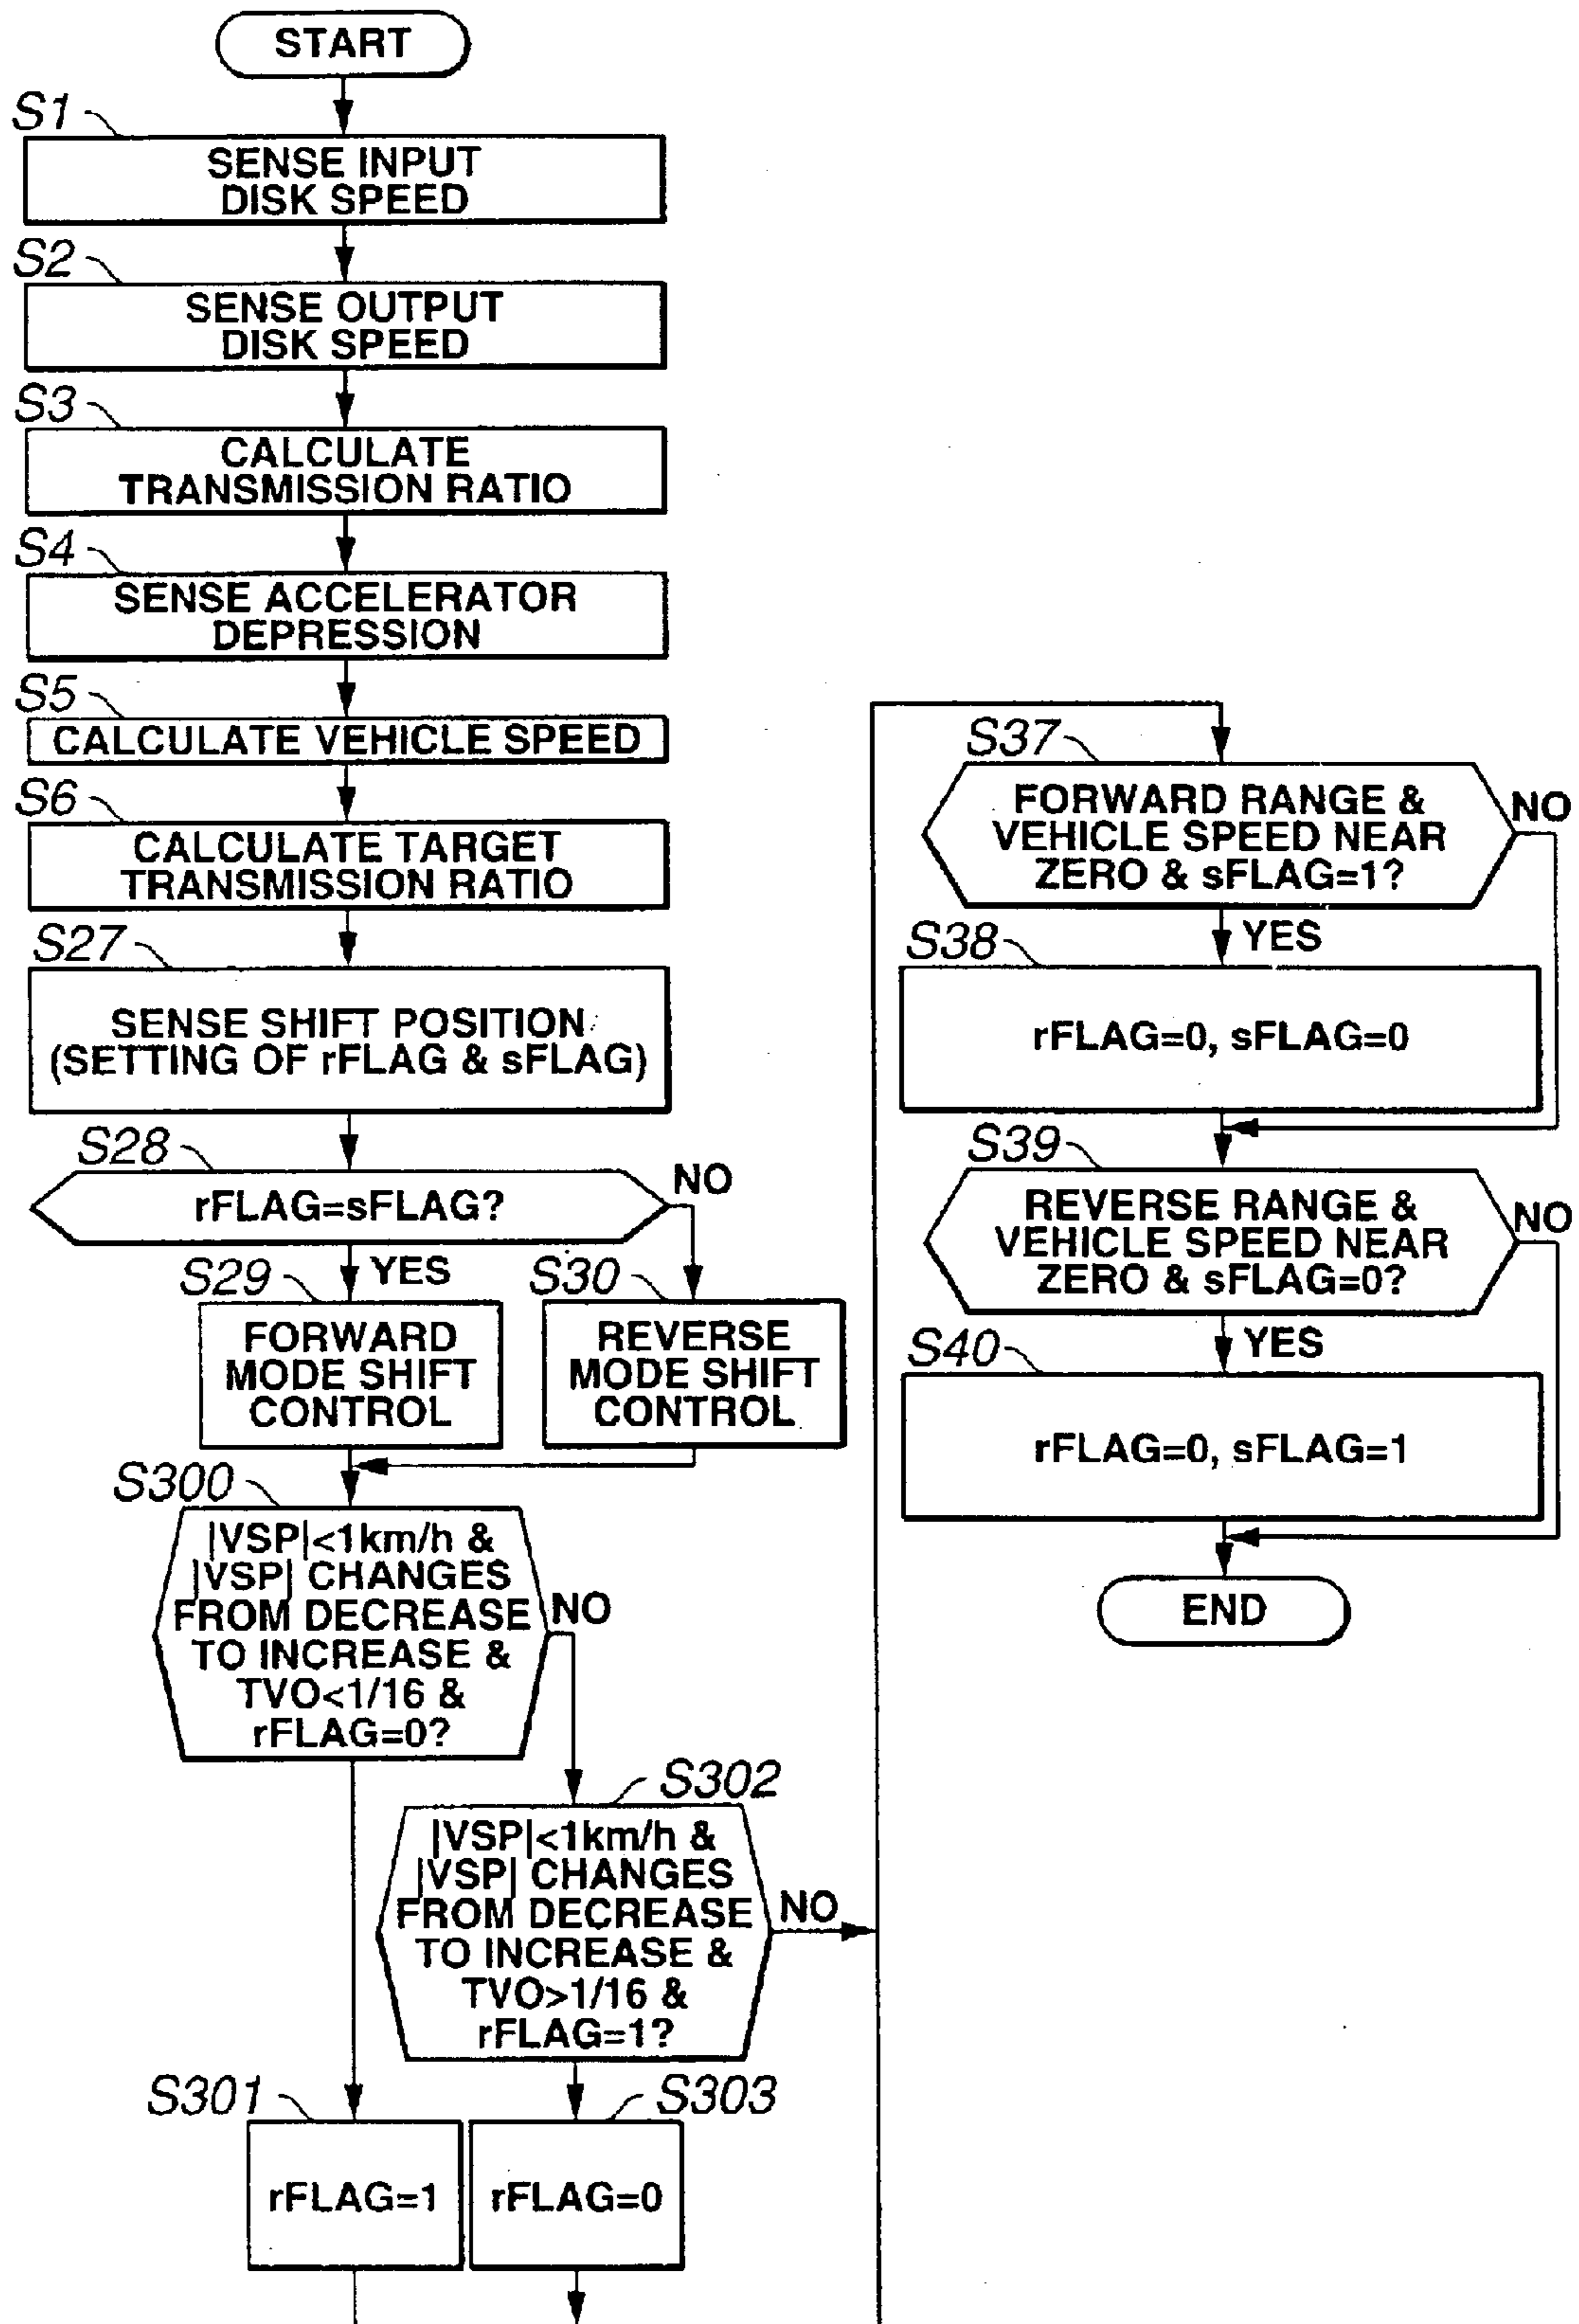 START
S1
SENSE INPUT
DISK SPEED
S2
SENSE OUTPUT
DISK SPEED
S3
CALCULATE
TRANSMISSION RATIO
S4
SENSE ACCELERATOR
DEPRESSION
S5
CALCULATE VEHICLE SPEED
S6
CALCULATE TARGET
TRANSMISSION RATIO
S27
SENSE SHIFT POSITION
(SETTING OF rFLAG & sFLAG)
S28
rFLAG=sFLAG?
NO
YES
S29
FORWARD
MODE SHIFT
CONTROL
S30
REVERSE
MODE SHIFT
CONTROL
S300
|VSP|<1km/h &
|VSP| CHANGES
FROM DECREASE
TO INCREASE &
TVO<1/16 &
rFLAG=0?
NO
S302
|VSP|<1km/h &
|VSP| CHANGES
FROM DECREASE
TO INCREASE &
TVO>1/16 &
rFLAG=1?
NO
S301
rFLAG=1
S303
rFLAG=0
S37
FORWARD RANGE &
VEHICLE SPEED NEAR
ZERO & sFLAG=1?
NO
YES
S38
rFLAG=0, sFLAG=0
S39
REVERSE RANGE &
VEHICLE SPEED NEAR
ZERO & sFLAG=0?
NO
YES
S40
rFLAG=0, sFLAG=1
END